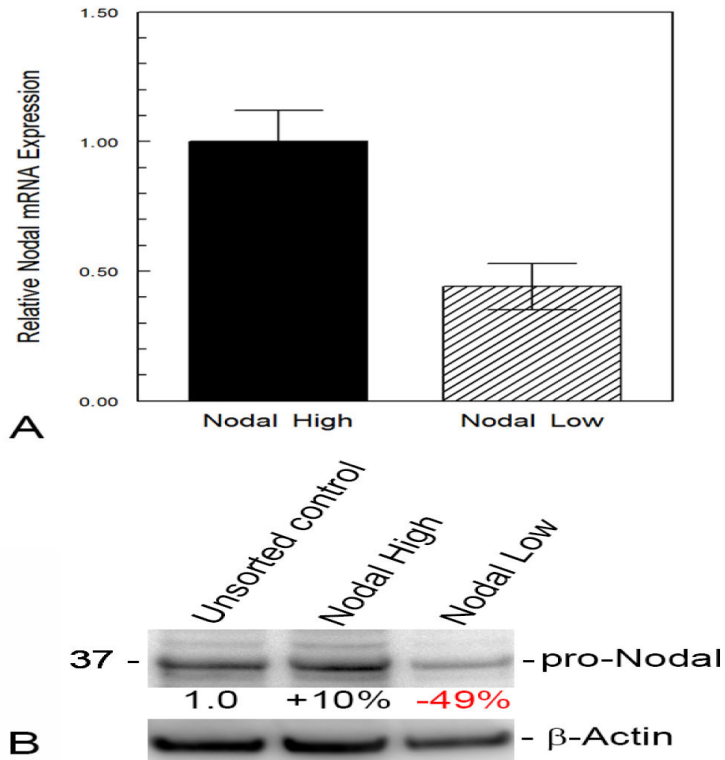 1.50
1.00
0.50
0.00
Relative Nodal mRNA Expression
Nodal High Nodal Low
A
Unsorted control
Nodal High
Nodal Low
37 - -pro-Nodal
1.0 +10% -49%
B - β-Actin